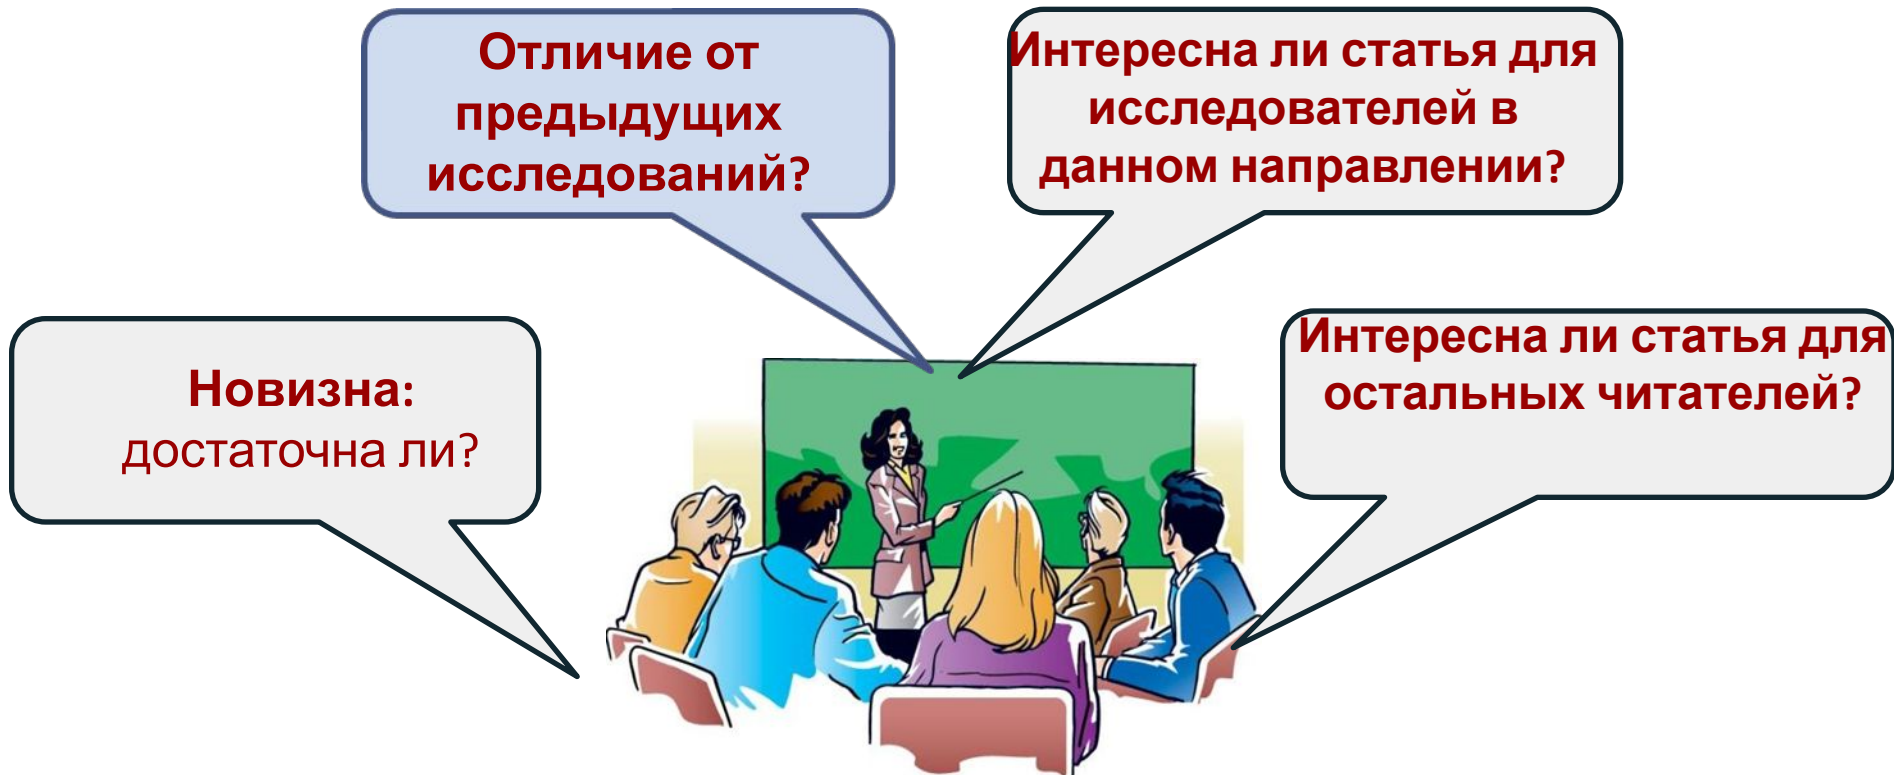 Отличие от
предыдущих
исследований?
Интересна ли статья для
исследователей в
данном направлении?
Новизна:
достаточна ли?
Интересна ли статья для
остальных читателей?